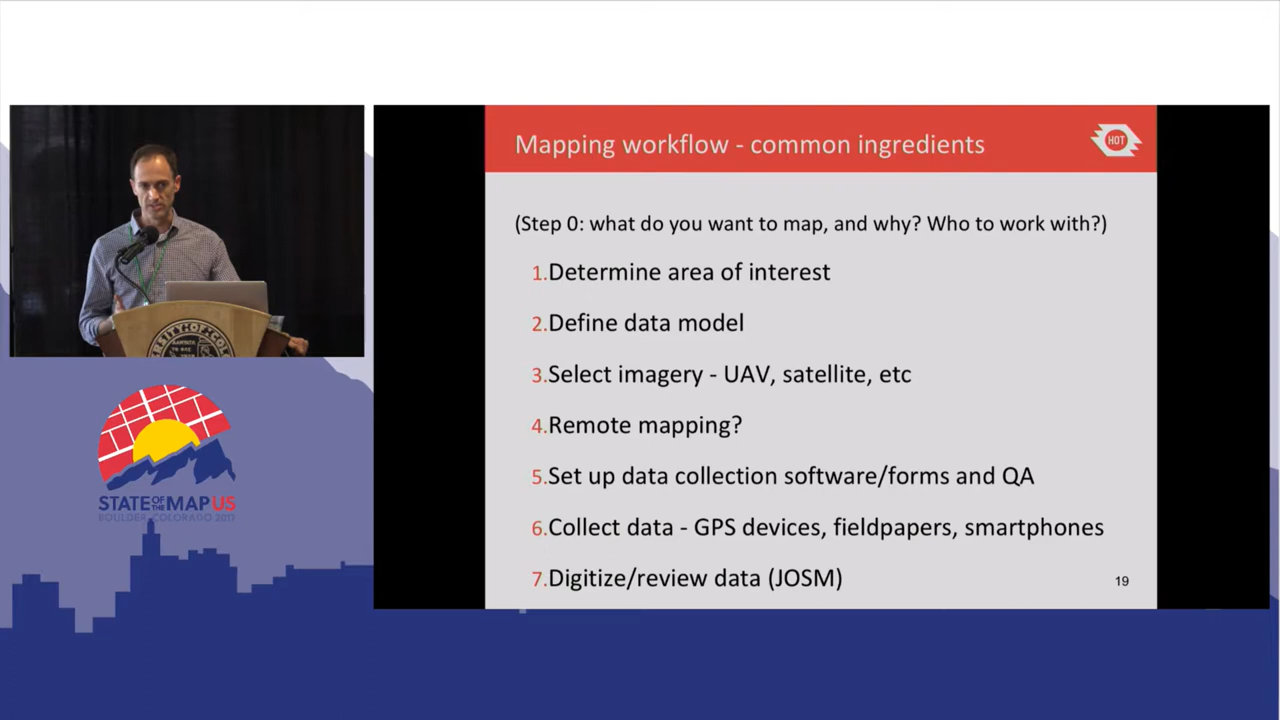 Mapping workflow - common ingredients
HOT
(Step 0: what do you want to map, and why? Who to work with?)
1.Determine area of interest
2.Define data model
3.Select imagery - UAV, satellite, etc
4.Remote mapping?
5.Set up data collection software/forms and QA
6.Collect data - GPS devices, fieldpapers, smartphones
7.Digitize/review data (JOSM)
19
STATE OF THE MAP US
BOULDER, COLORADO 2017